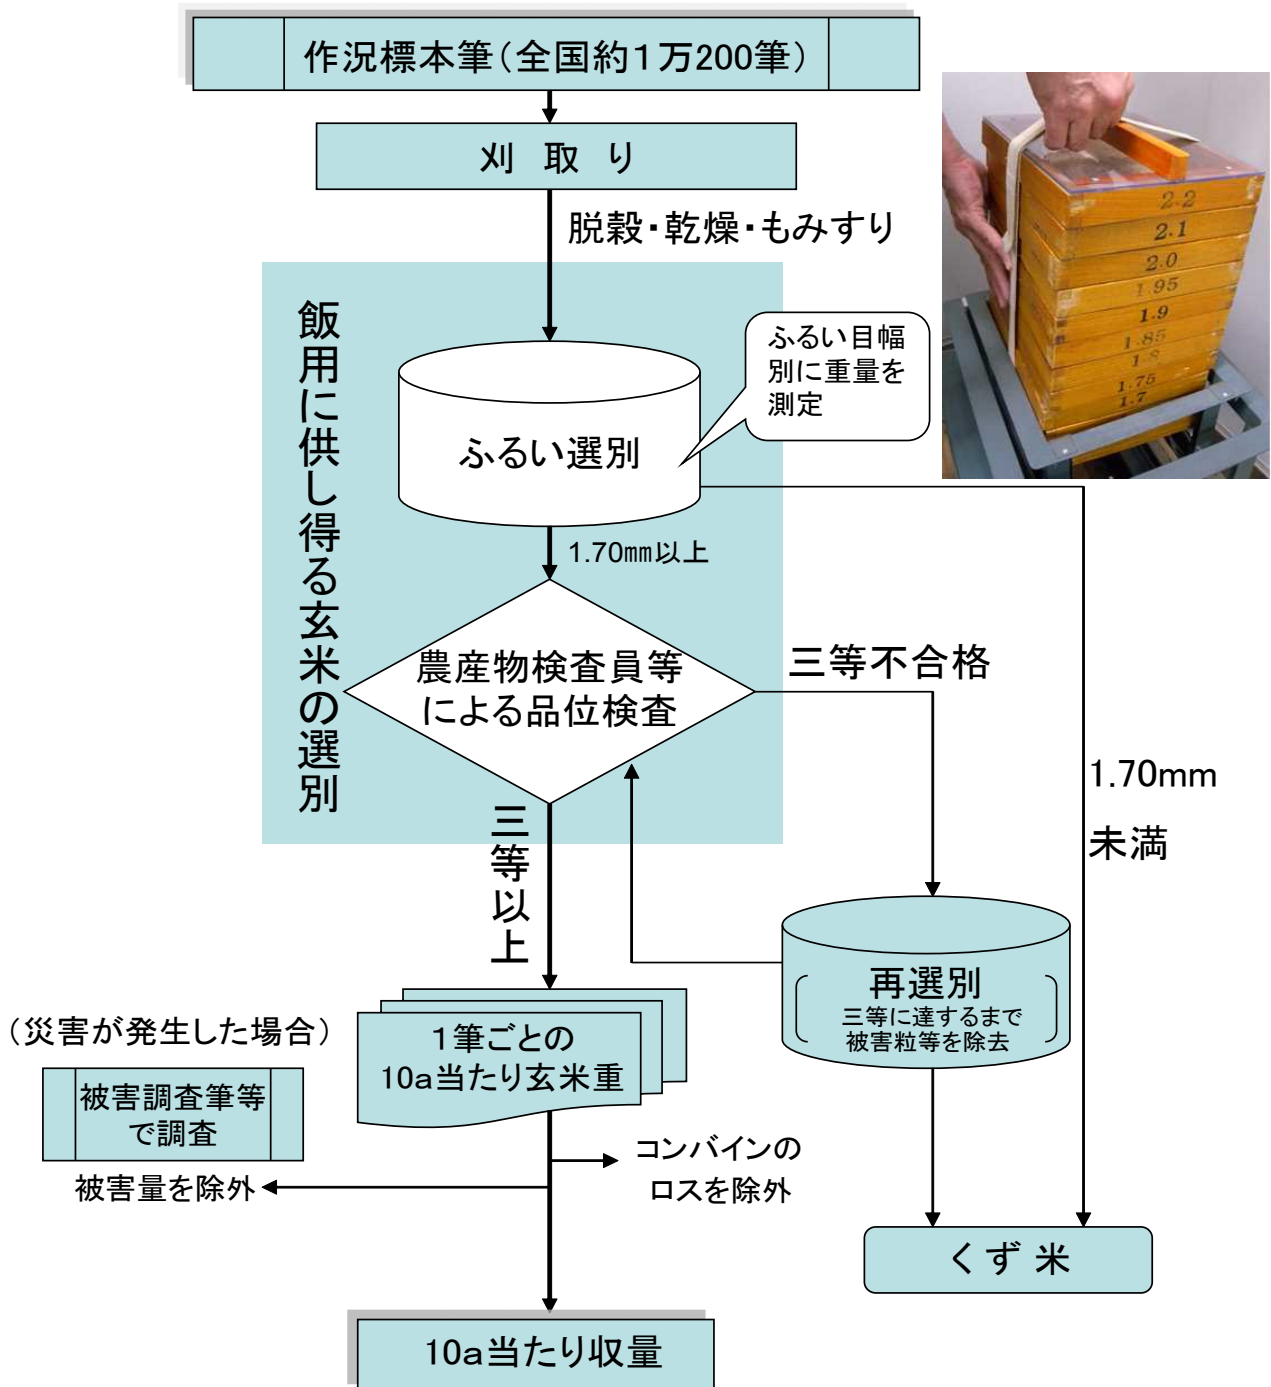 作況標本筆（全国約１万200筆）
刈 取 り
脱穀・乾燥・もみすり
2.2
2.1
2.0
1.95
1.9
1.85
1.8
1.75
1.7
飯用に供し得る玄米の選別
ふるい目幅
別に重量を
測定
ふるい選別
1.70㎜以上
農産物検査員等
による品位検査
三等不合格
1.70mm
未満
三等以上
再選別
三等に達するまで
被害粒等を除去
（災害が発生した場合）
被害調査筆等
で調査
１筆ごとの
10a当たり玄米重
コンバインの
ロスを除外
被害量を除外
くず 米
10a当たり収量